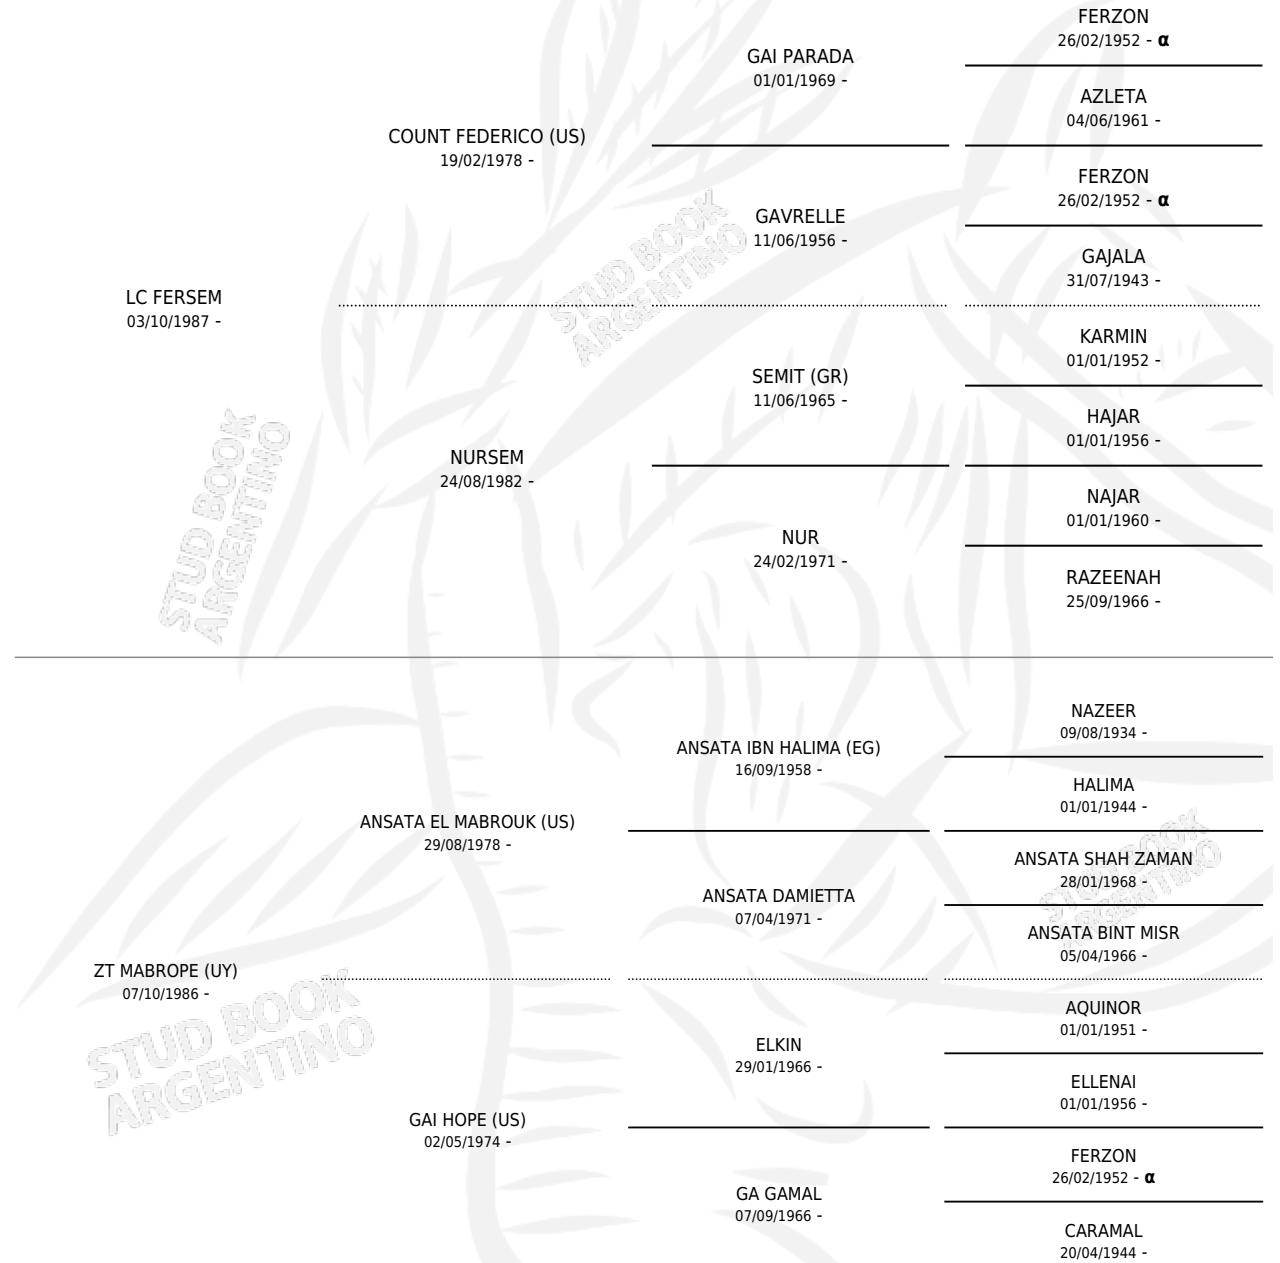 FERZON
26/02/1952 - α
GAI PARADA
01/01/1969 -
AZLETA
04/06/1961 -
COUNT FEDERICO (US)
19/02/1978 -
FERZON
26/02/1952 - α
GAVRELLE
11/06/1956 -
GAJALA
31/07/1943 -
LC FERSEM
03/10/1987 -
KARMIN
01/01/1952 -
SEMIT (GR)
11/06/1965 -
HAJAR
01/01/1956 -
NURSEM
24/08/1982 -
NAJAR
01/01/1960 -
NUR
24/02/1971 -
RAZEENAH
25/09/1966 -
NAZEER
09/08/1934 -
ANSATA IBN HALIMA (EG)
16/09/1958 -
HALIMA
01/01/1944 -
ANSATA EL MABROUK (US)
29/08/1978 -
ANSATA SHAH ZAMAN
28/01/1968 -
ANSATA DAMIETTA
07/04/1971 -
ANSATA BINT MISR
05/04/1966 -
ZT MABROPE (UY)
07/10/1986 -
AQUINOR
01/01/1951 -
ELKIN
29/01/1966 -
ELLENAI
01/01/1956 -
GAI HOPE (US)
02/05/1974 -
FERZON
26/02/1952 - α
GA GAMAL
07/09/1966 -
CARAMAL
20/04/1944 -
STUD BOOK
ARGENTINO
STUD BOOK
ARGENTINO
STUD BOOK
ARGENTINO
STUD BOOK
ARGENTINO